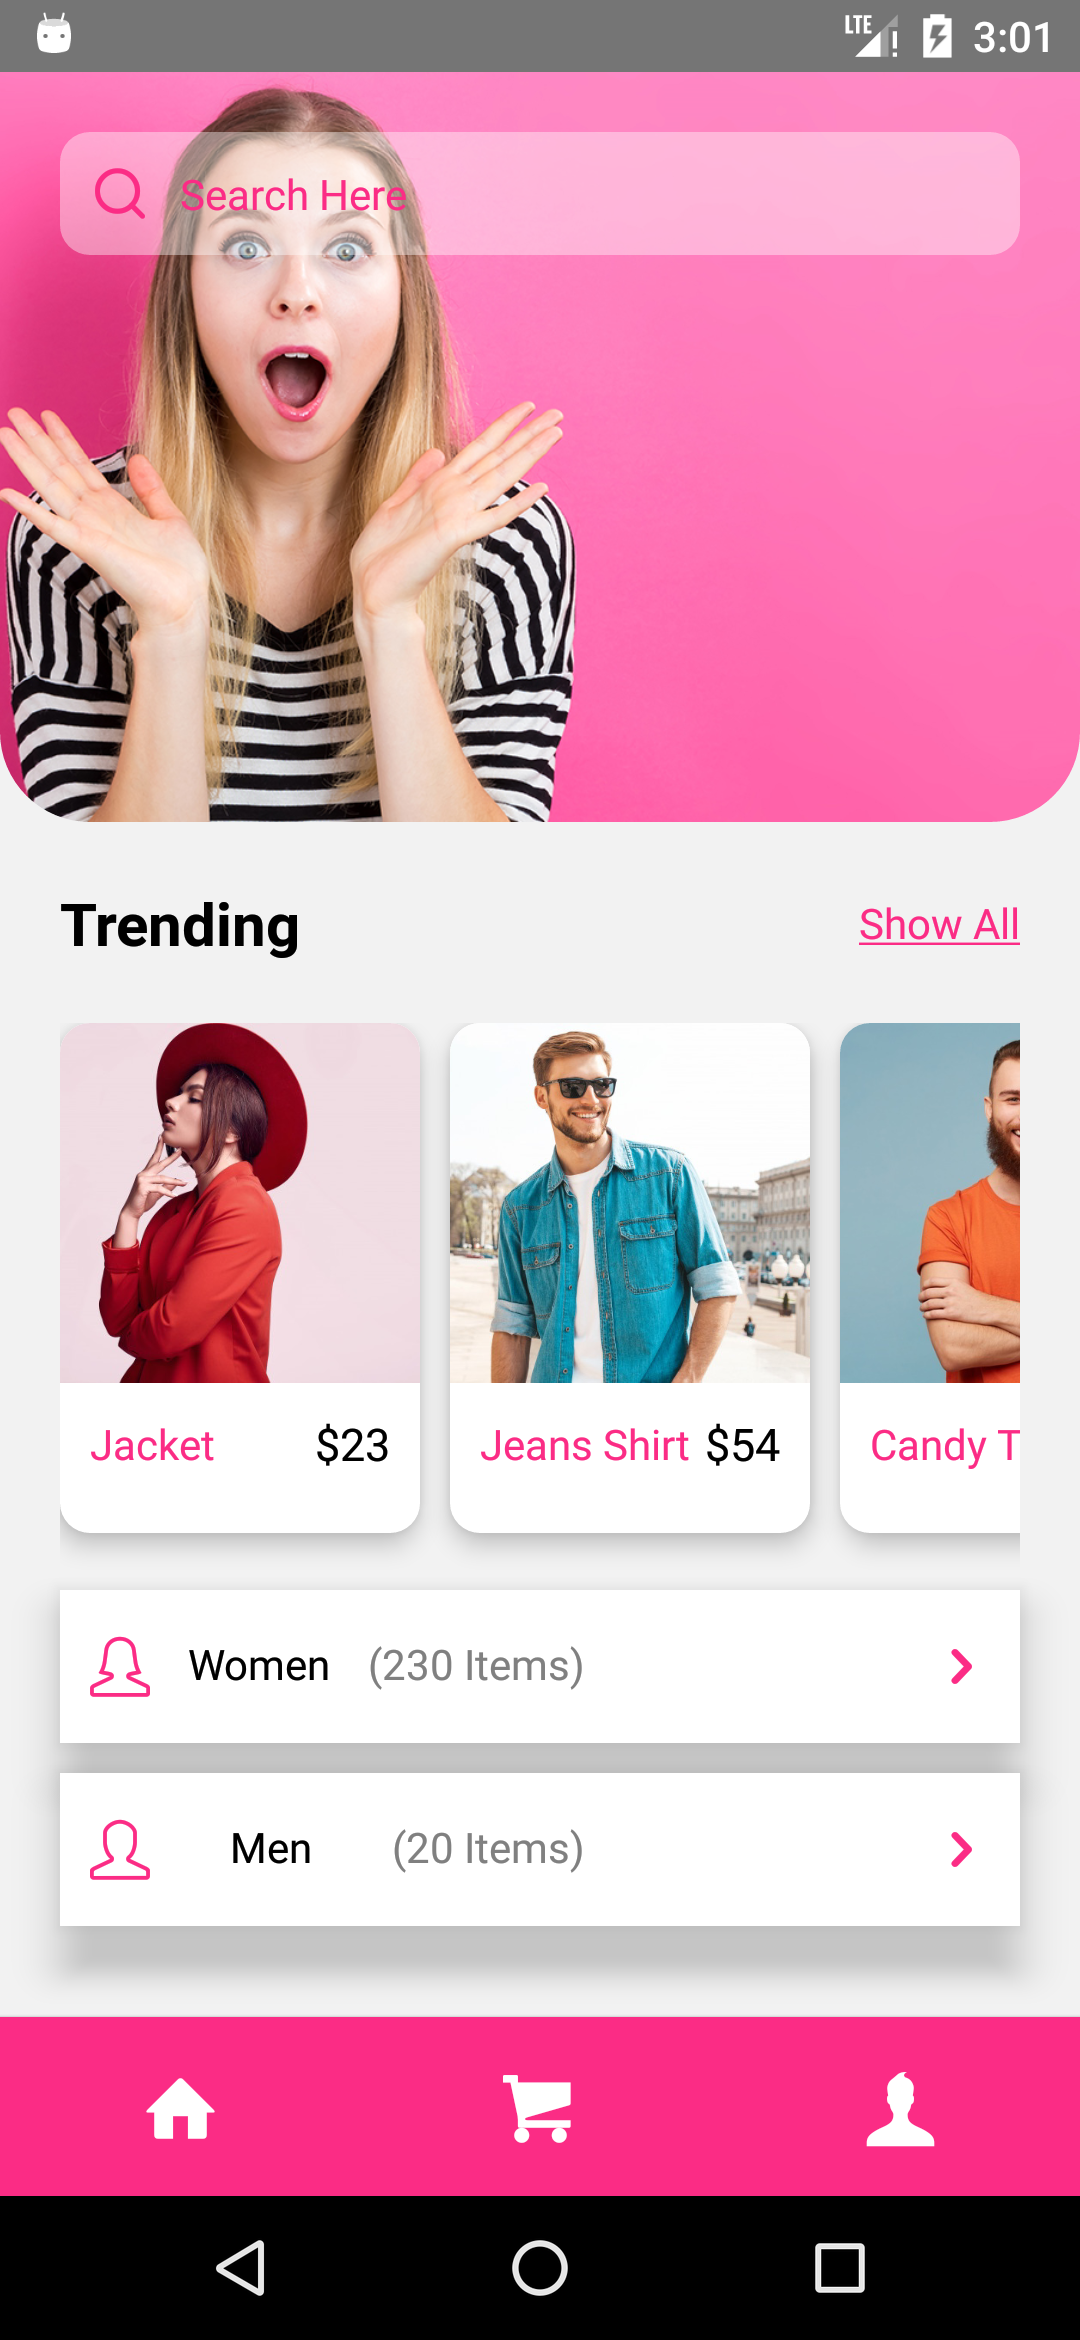 LTE ! 3:01
Search Here
Trending Show All
Jacket $23 Jeans Shirt $54 Candy T
Women (230 Items)
Men (20 Items)